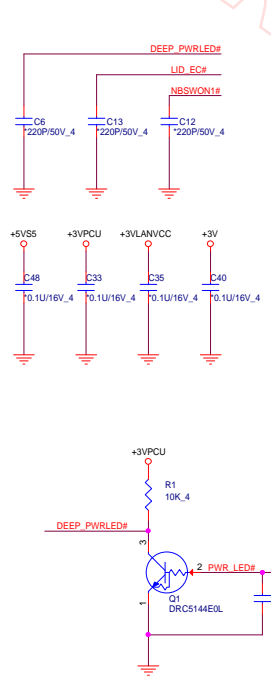 DEEP_PWRLED#
LID_EC#
NBSWON1#
C6
*220P/50V_4
C13
*220P/50V_4
C12
*220P/50V_4
+5VS5
+3VPCU
+3VLANVCC
+3V
C48
*0.1U/16V_4
C33
*0.1U/16V_4
C35
*0.1U/16V_4
C40
*0.1U/16V_4
+3VPCU
R1
10K_4
DEEP_PWRLED#
3
2
PWR_LED#
1
Q1
DRC5144E0L